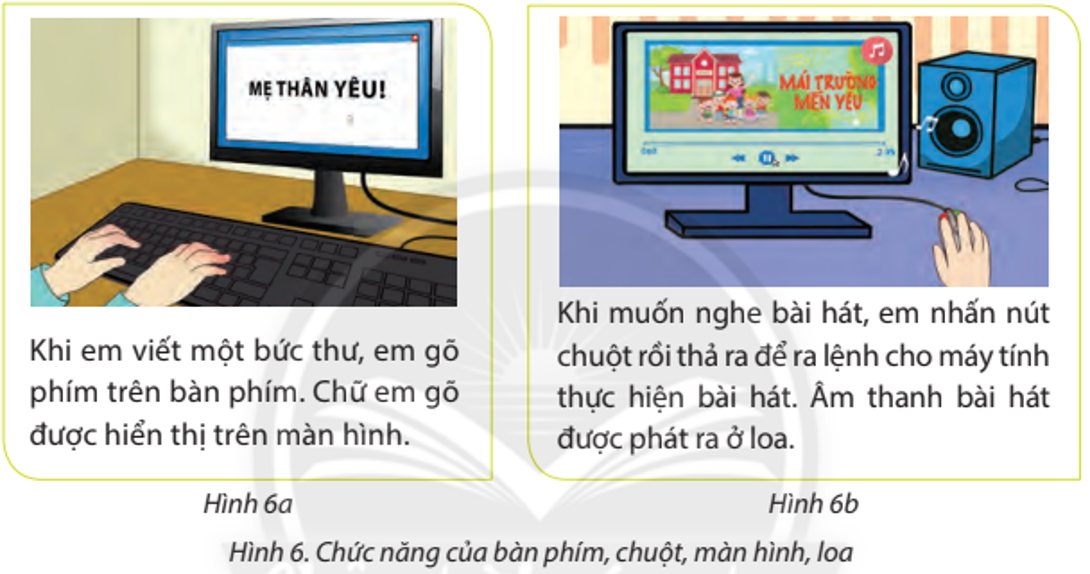 MẸ THÂN YÊU!
Khi em viết một bức thư, em gõ
phím trên bàn phím. Chữ em gõ
được hiển thị trên màn hình.
Hình 6a
MÁI TRƯỜNG
MẾN YÊU
Khi muốn nghe bài hát, em nhấn nút
chuột rồi thả ra để ra lệnh cho máy tính
thực hiện bài hát. Âm thanh bài hát
được phát ra ở loa.
Hình 6b
Hình 6. Chức năng của bàn phím, chuột, màn hình, loa